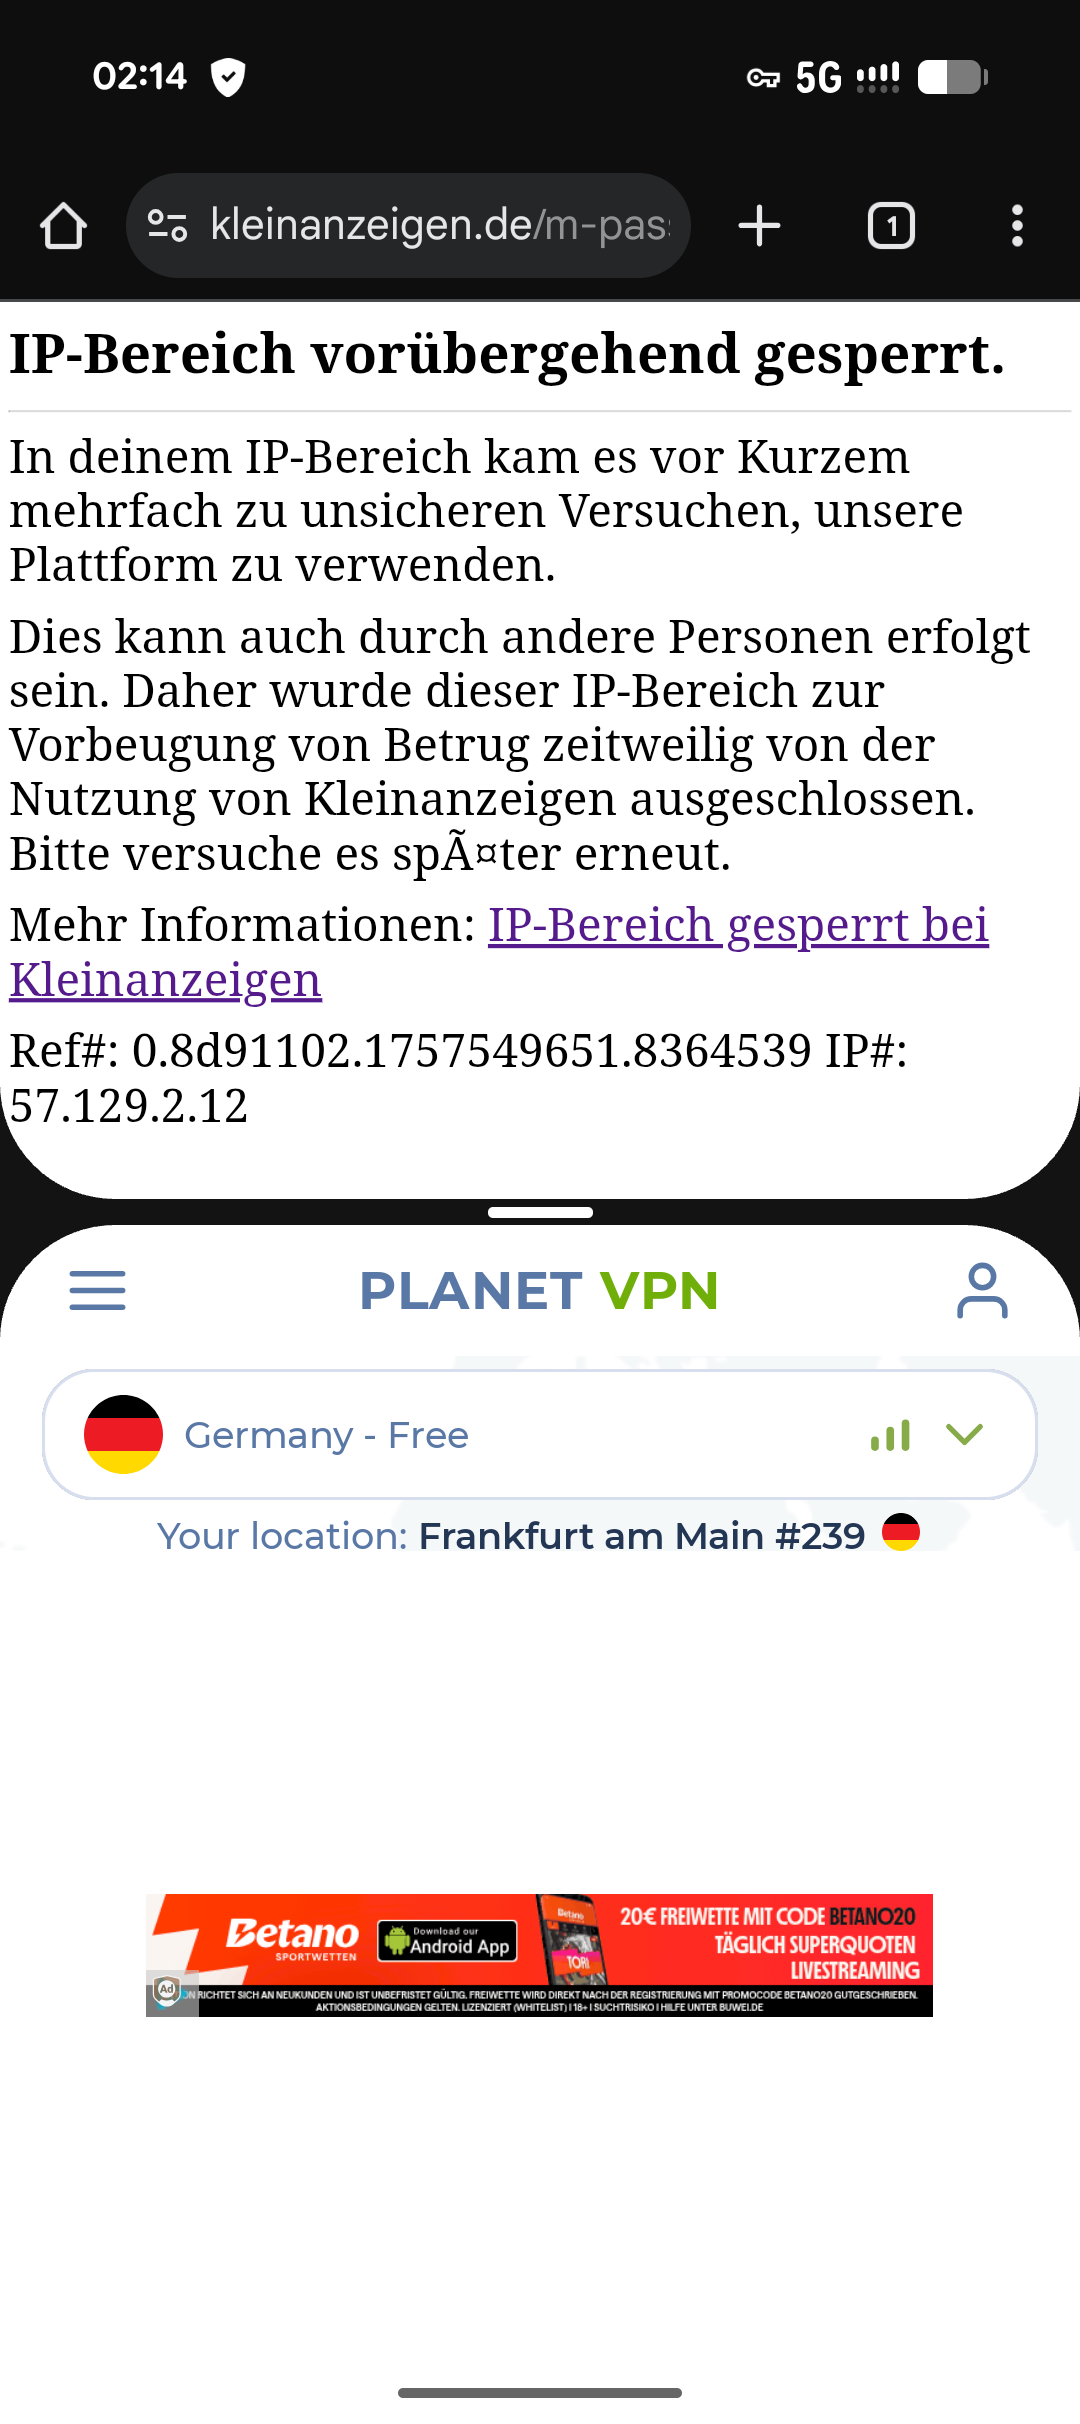 02:14
5G
kleinanzeigen.de/m-pas
1
IP-Bereich vorübergehend gesperrt.
In deinem IP-Bereich kam es vor Kurzem
mehrfach zu unsicheren Versuchen, unsere
Plattform zu verwenden.
Dies kann auch durch andere Personen erfolgt
sein. Daher wurde dieser IP-Bereich zur
Vorbeugung von Betrug zeitweilig von der
Nutzung von Kleinanzeigen ausgeschlossen.
Bitte versuche es spÃ¤ter erneut.
Mehr Informationen: IP-Bereich gesperrt bei
Kleinanzeigen
Ref#: 0.8d91102.1757549651.8364539 IP#:
57.129.2.12
PLANET VPN
Germany - Free
Your location: Frankfurt am Main #239
Betano
SPORTWETTEN
Download our
Android App
Betano
TOR!
20€ FREIWETTE MIT CODE BETANO20
TÄGLICH SUPERQUOTEN
LIVESTREAMING
Ad
ON RICHTET SICH AN NEUKUNDEN UND IST UNBEFRISTET GÜLTIG. FREIWETTE WIRD DIREKT NACH DER REGISTRIERUNG MIT PROMOCODE BETANO20 GUTGESCHRIEBEN.
AKTIONSBEDINGUNGEN GELTEN. LIZENZIERT (WHITELIST) I 18+ I SUCHTRISIKO I HILFE UNTER BUWEI.DE